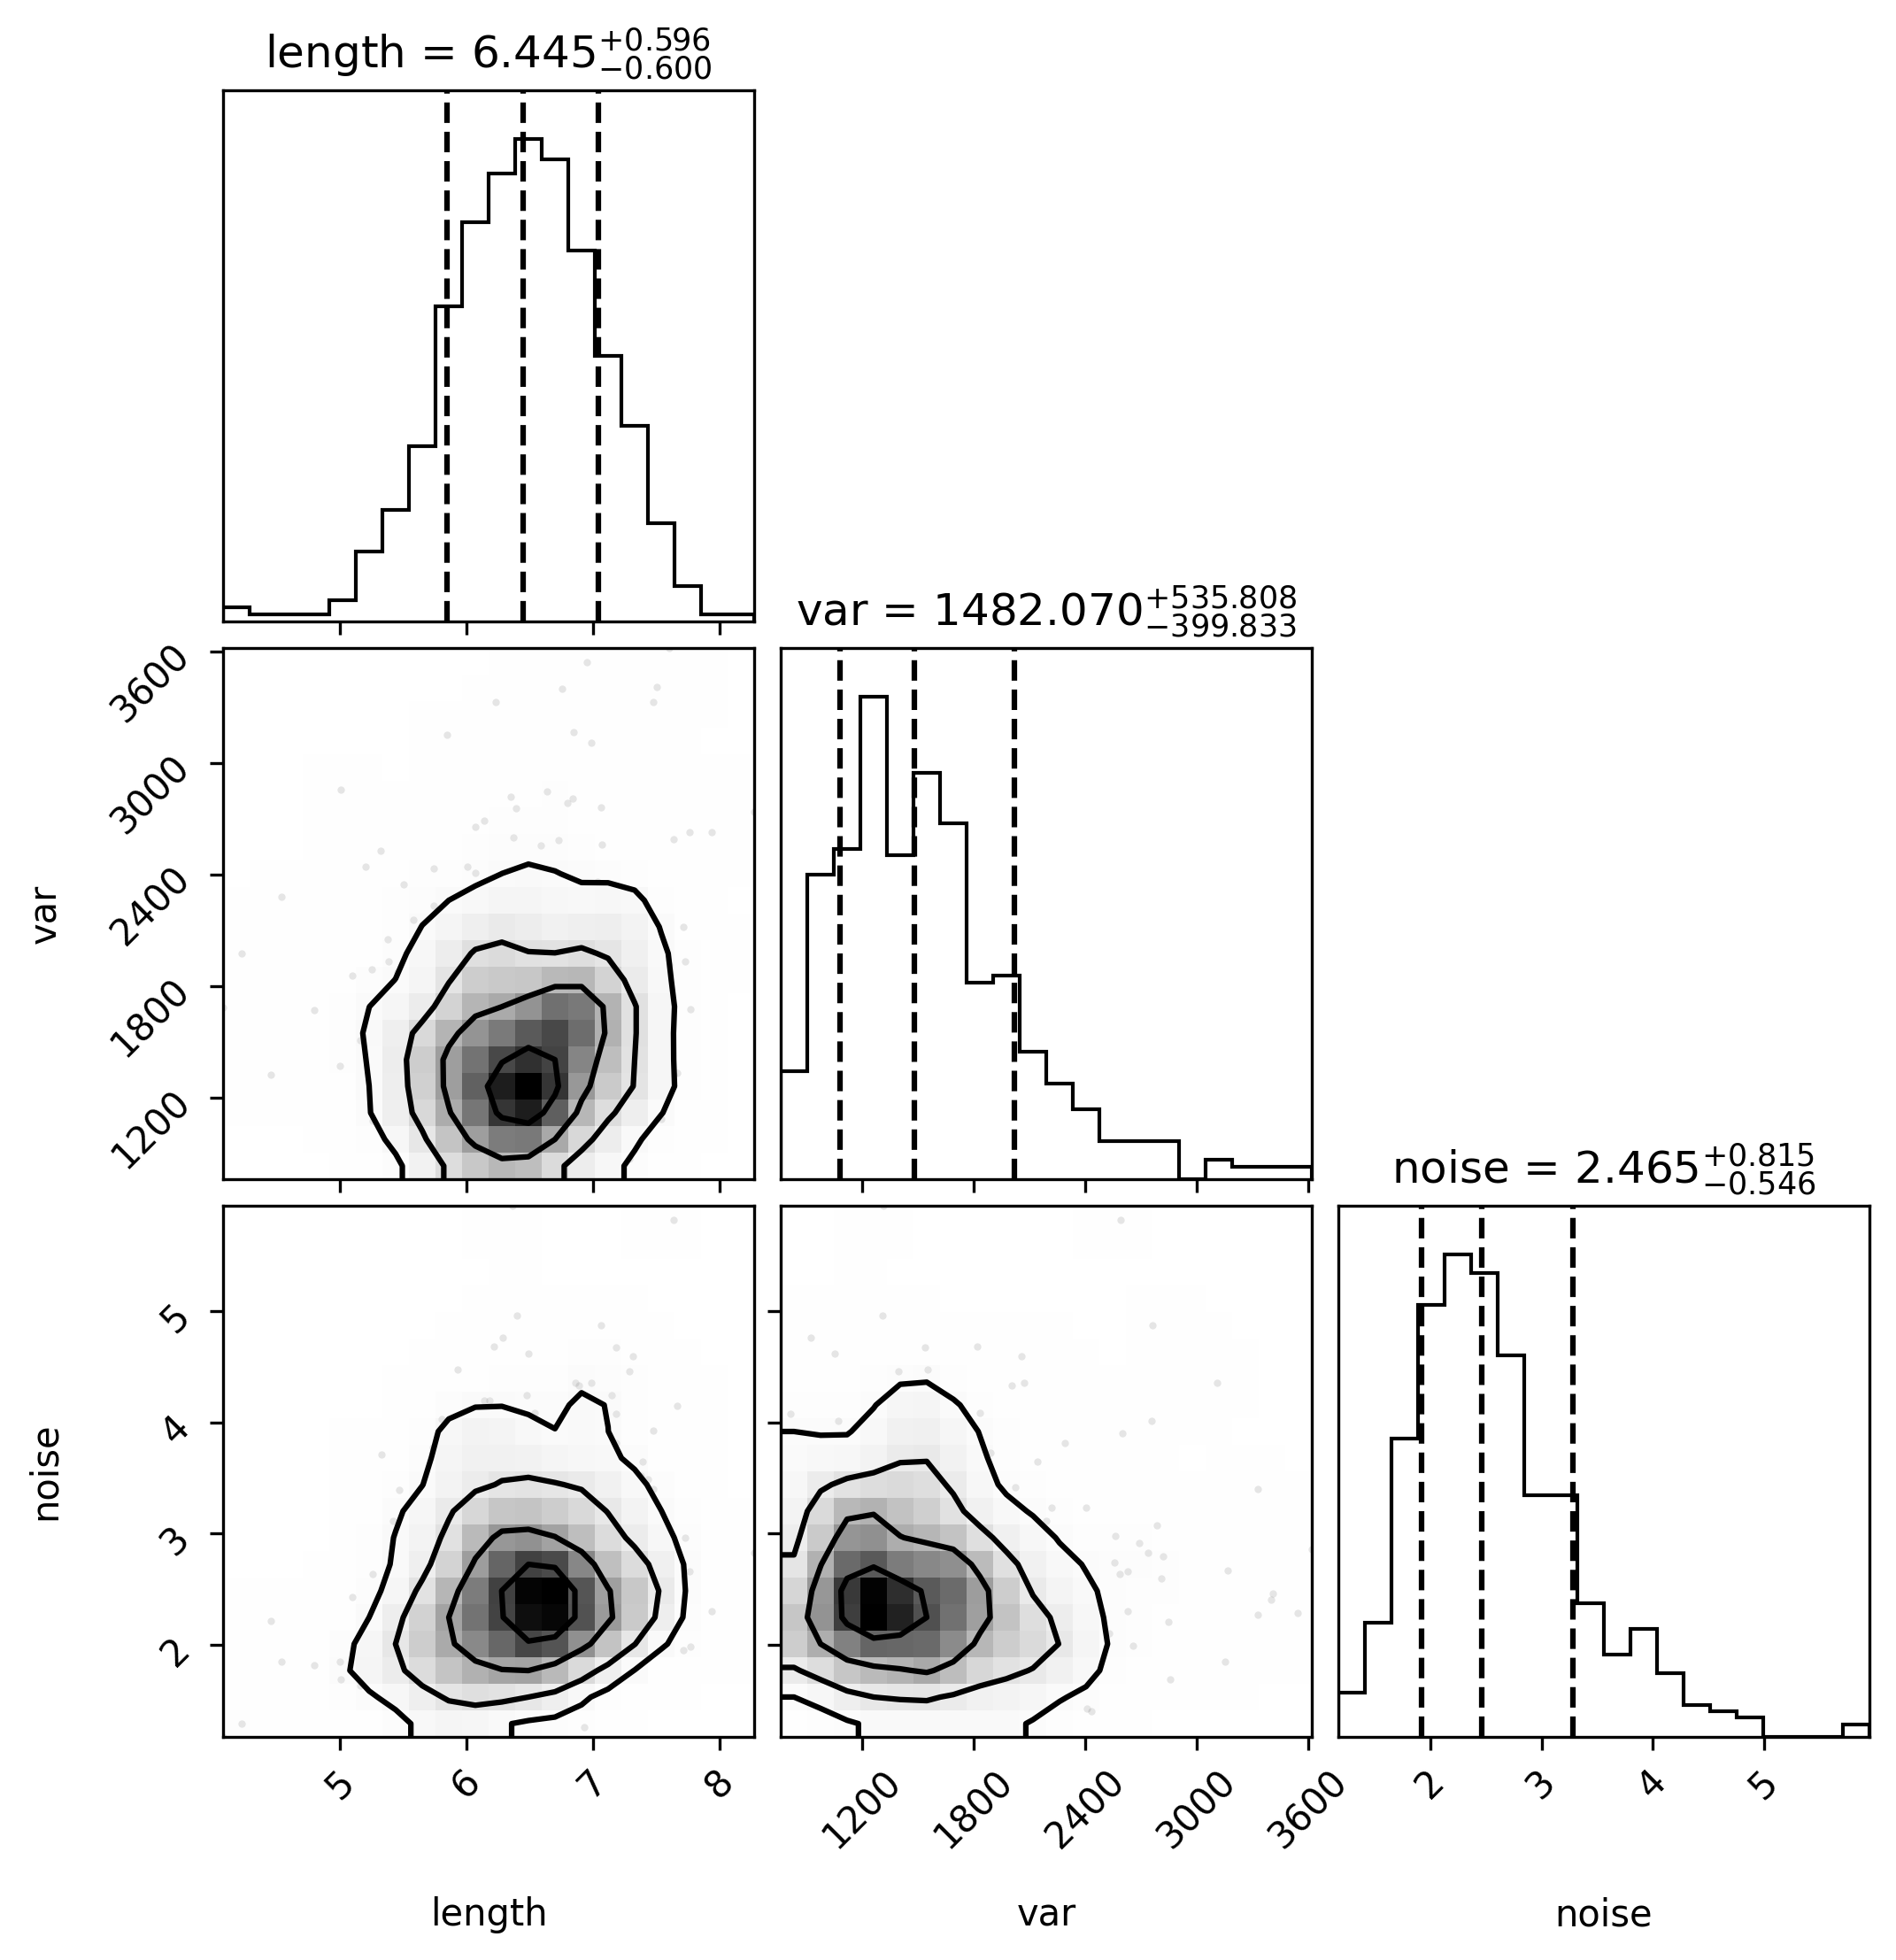 length = 6.445 +0.596 −0.600
var = 1482.070 +535.808 −399.833
3600
3000
2400
1800
1200
var
noise = 2.465 +0.815 −0.546
5
4
3
2
noise
5 6 7 8 1200 1800 2400 3000 3600 2 3 4 5
length var noise